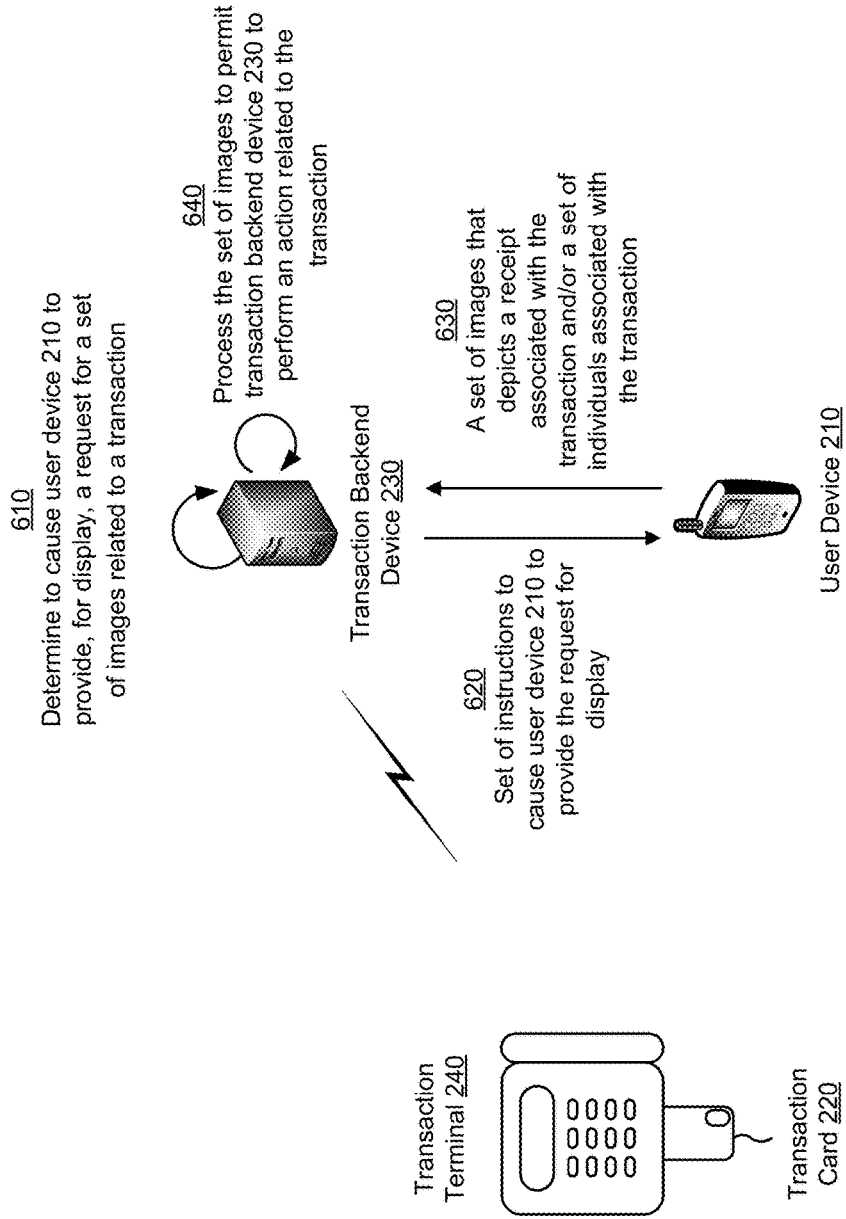 610
Determine to cause user device 210 to
provide, for display, a request for a set
of images related to a transaction
640
Process the set of images to permit
transaction backend device 230 to
perform an action related to the
transaction
Transaction Backend
Device 230
620
Set of instructions to
cause user device 210 to
provide the request for
display
630
A set of images that
depicts a receipt
associated with the
transaction and/or a set of
individuals associated with
the transaction
User Device 210
Transaction
Terminal 240
Transaction
Card 220